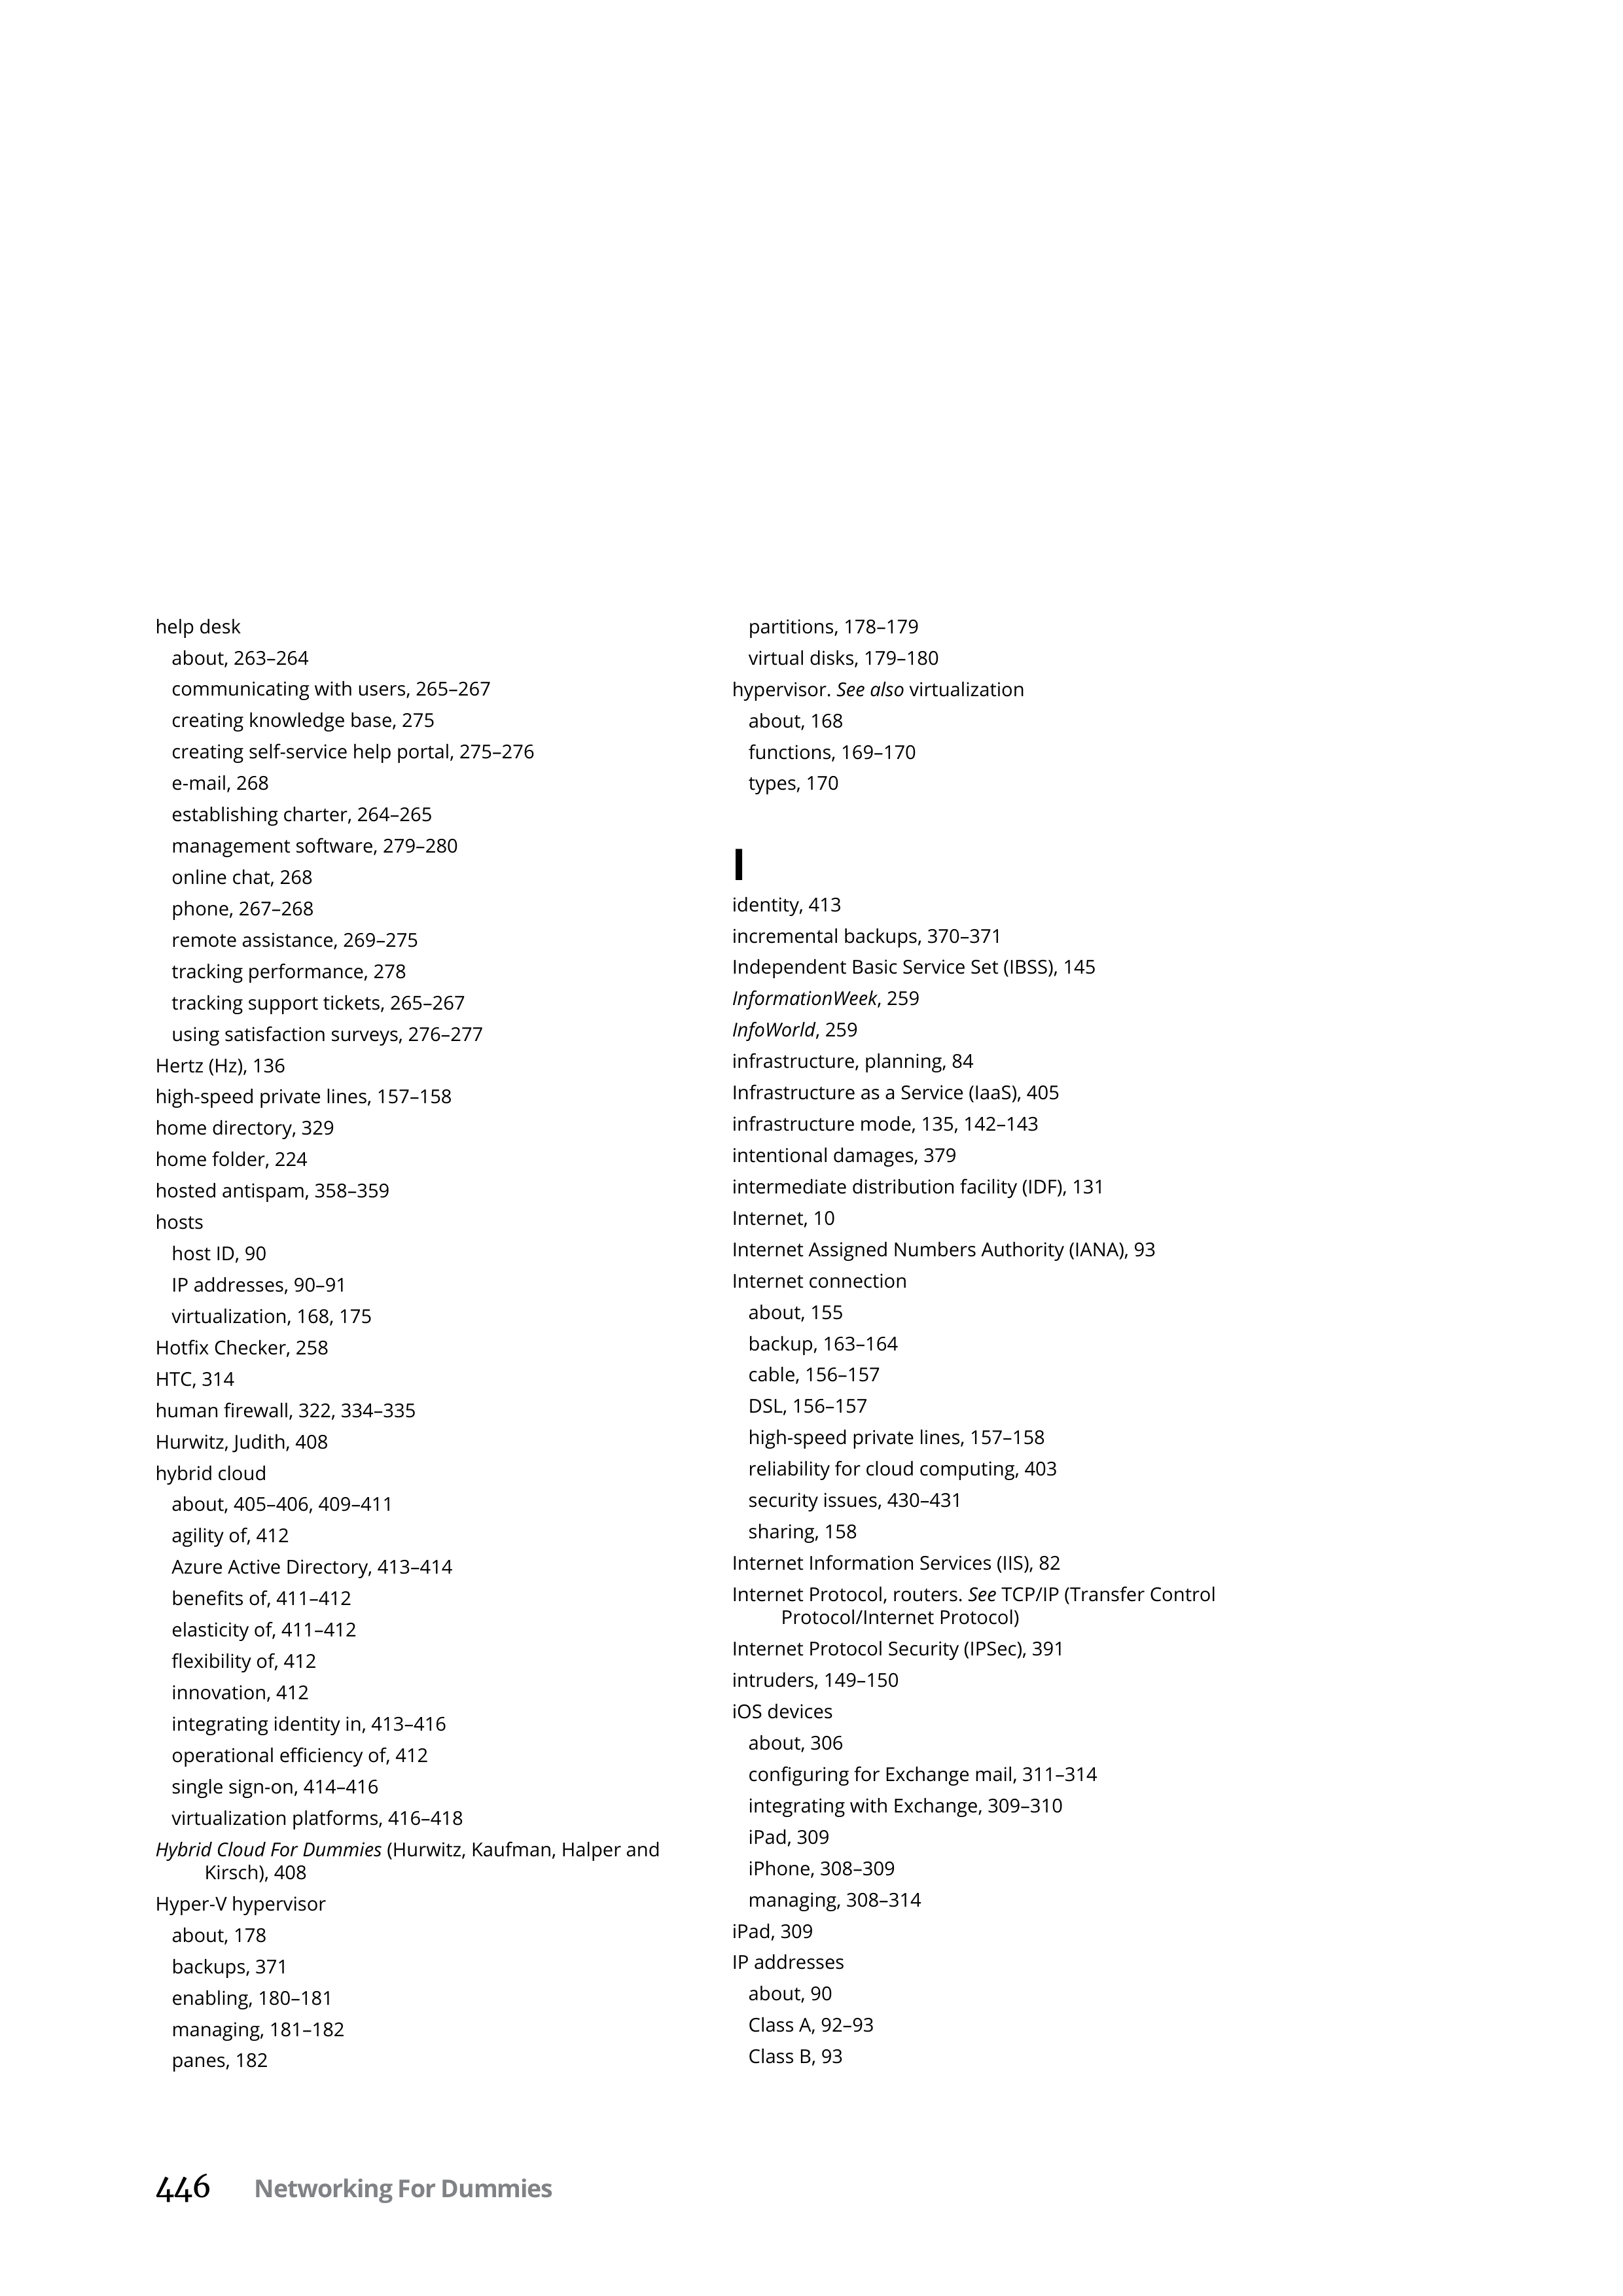 help desk
about, 263–264
communicating with users, 265–267
creating knowledge base, 275
creating self-service help portal, 275–276
e-mail, 268
establishing charter, 264–265
management software, 279–280
online chat, 268
phone, 267–268
remote assistance, 269–275
tracking performance, 278
tracking support tickets, 265–267
using satisfaction surveys, 276–277
Hertz (Hz), 136
high-speed private lines, 157–158
home directory, 329
home folder, 224
hosted antispam, 358–359
hosts
host ID, 90
IP addresses, 90–91
virtualization, 168, 175
Hotfix Checker, 258
HTC, 314
human firewall, 322, 334–335
Hurwitz, Judith, 408
hybrid cloud
about, 405–406, 409–411
agility of, 412
Azure Active Directory, 413–414
benefits of, 411–412
elasticity of, 411–412
flexibility of, 412
innovation, 412
integrating identity in, 413–416
operational efficiency of, 412
single sign-on, 414–416
virtualization platforms, 416–418
Hybrid Cloud For Dummies (Hurwitz, Kaufman, Halper and
Kirsch), 408
Hyper-V hypervisor
about, 178
backups, 371
enabling, 180–181
managing, 181–182
panes, 182
partitions, 178–179
virtual disks, 179–180
hypervisor. See also virtualization
about, 168
functions, 169–170
types, 170
I
identity, 413
incremental backups, 370–371
Independent Basic Service Set (IBSS), 145
InformationWeek, 259
InfoWorld, 259
infrastructure, planning, 84
Infrastructure as a Service (IaaS), 405
infrastructure mode, 135, 142–143
intentional damages, 379
intermediate distribution facility (IDF), 131
Internet, 10
Internet Assigned Numbers Authority (IANA), 93
Internet connection
about, 155
backup, 163–164
cable, 156–157
DSL, 156–157
high-speed private lines, 157–158
reliability for cloud computing, 403
security issues, 430–431
sharing, 158
Internet Information Services (IIS), 82
Internet Protocol, routers. See TCP/IP (Transfer Control
Protocol/Internet Protocol)
Internet Protocol Security (IPSec), 391
intruders, 149–150
iOS devices
about, 306
configuring for Exchange mail, 311–314
integrating with Exchange, 309–310
iPad, 309
iPhone, 308–309
managing, 308–314
iPad, 309
IP addresses
about, 90
Class A, 92–93
Class B, 93
446 Networking For Dummies